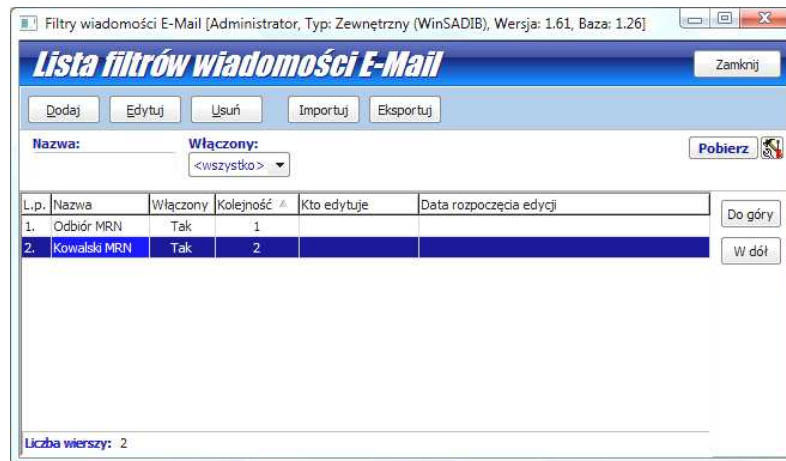 Filtry wiadomości E-Mail [Administrator, Typ: Zewnętrzny (WinSADIB), Wersja: 1.61, Baza: 1.26]
Lista filtrów wiadomości E-Mail Zamknij
Dodaj Edytuj Usuń Importuj Eksportuj
Nazwa: Włączony:
<wszystko> Pobierz
L.p. Nazwa Włączony Kolejność Kto edytuje Data rozpoczęcia edycji
Do góry
1. Odbiór MRN Tak 1
2. Kowalski MRN Tak 2
W dół
Liczba wierszy: 2